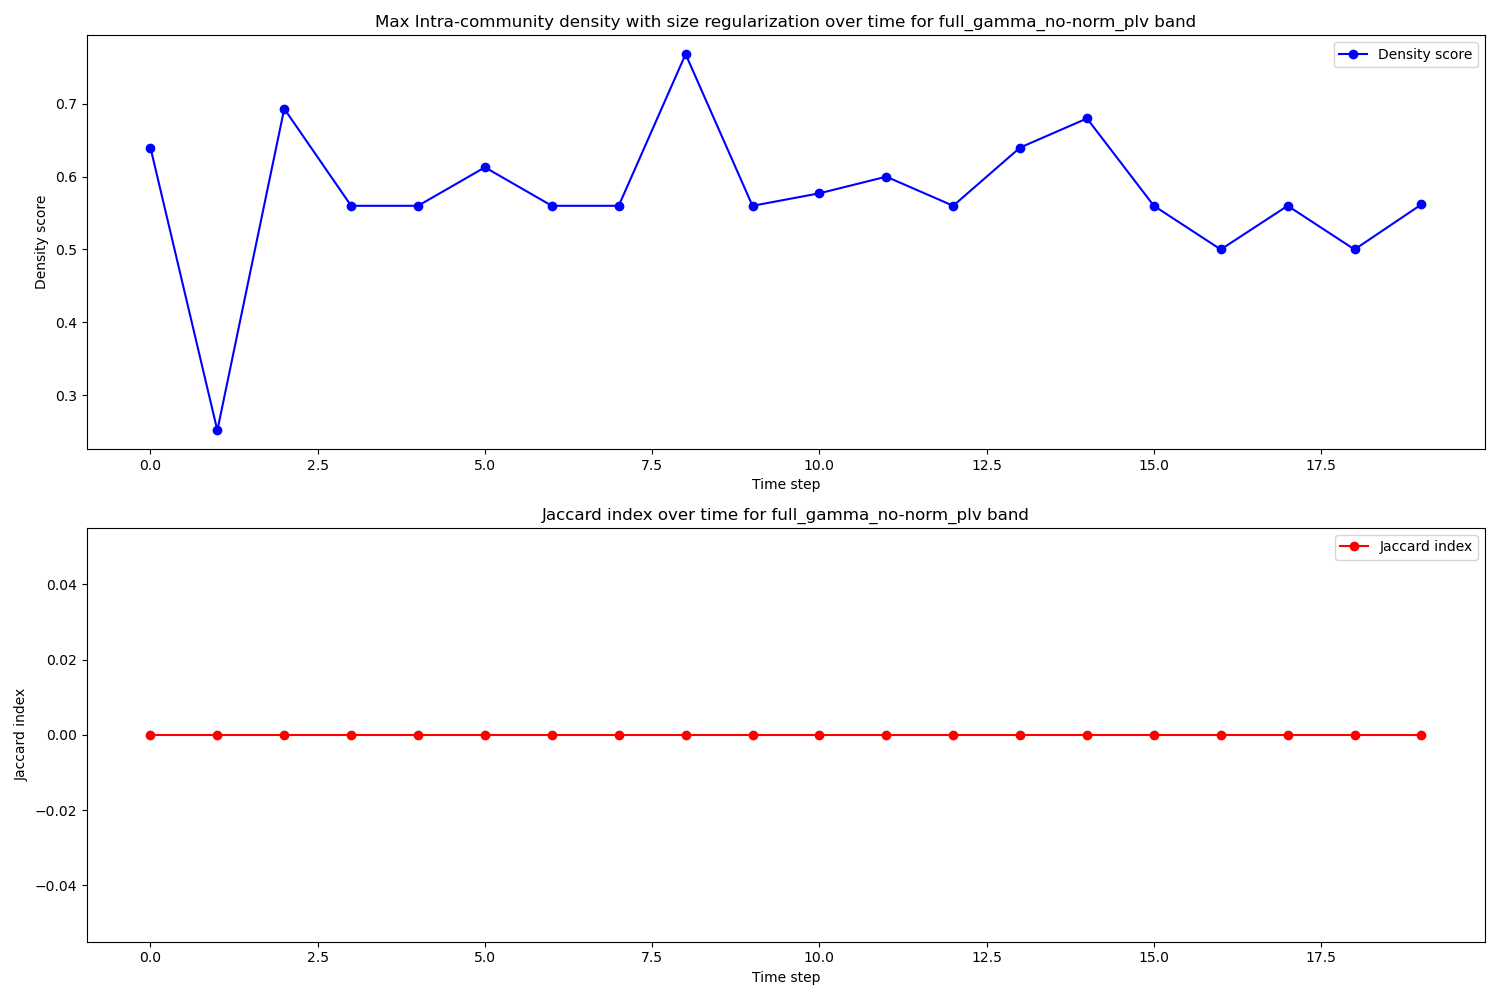 Max Intra-community density with size regularization over time for full_gamma_no-norm_plv band
Density score
0.7
0.6
0.5
0.4
0.3
Density score
0.0 2.5 5.0 7.5 10.0 12.5 15.0 17.5
Time step
Jaccard index over time for full_gamma_no-norm_plv band
Jaccard index
0.04
0.02
0.00
−0.02
−0.04
Jaccard index
0.0 2.5 5.0 7.5 10.0 12.5 15.0 17.5
Time step